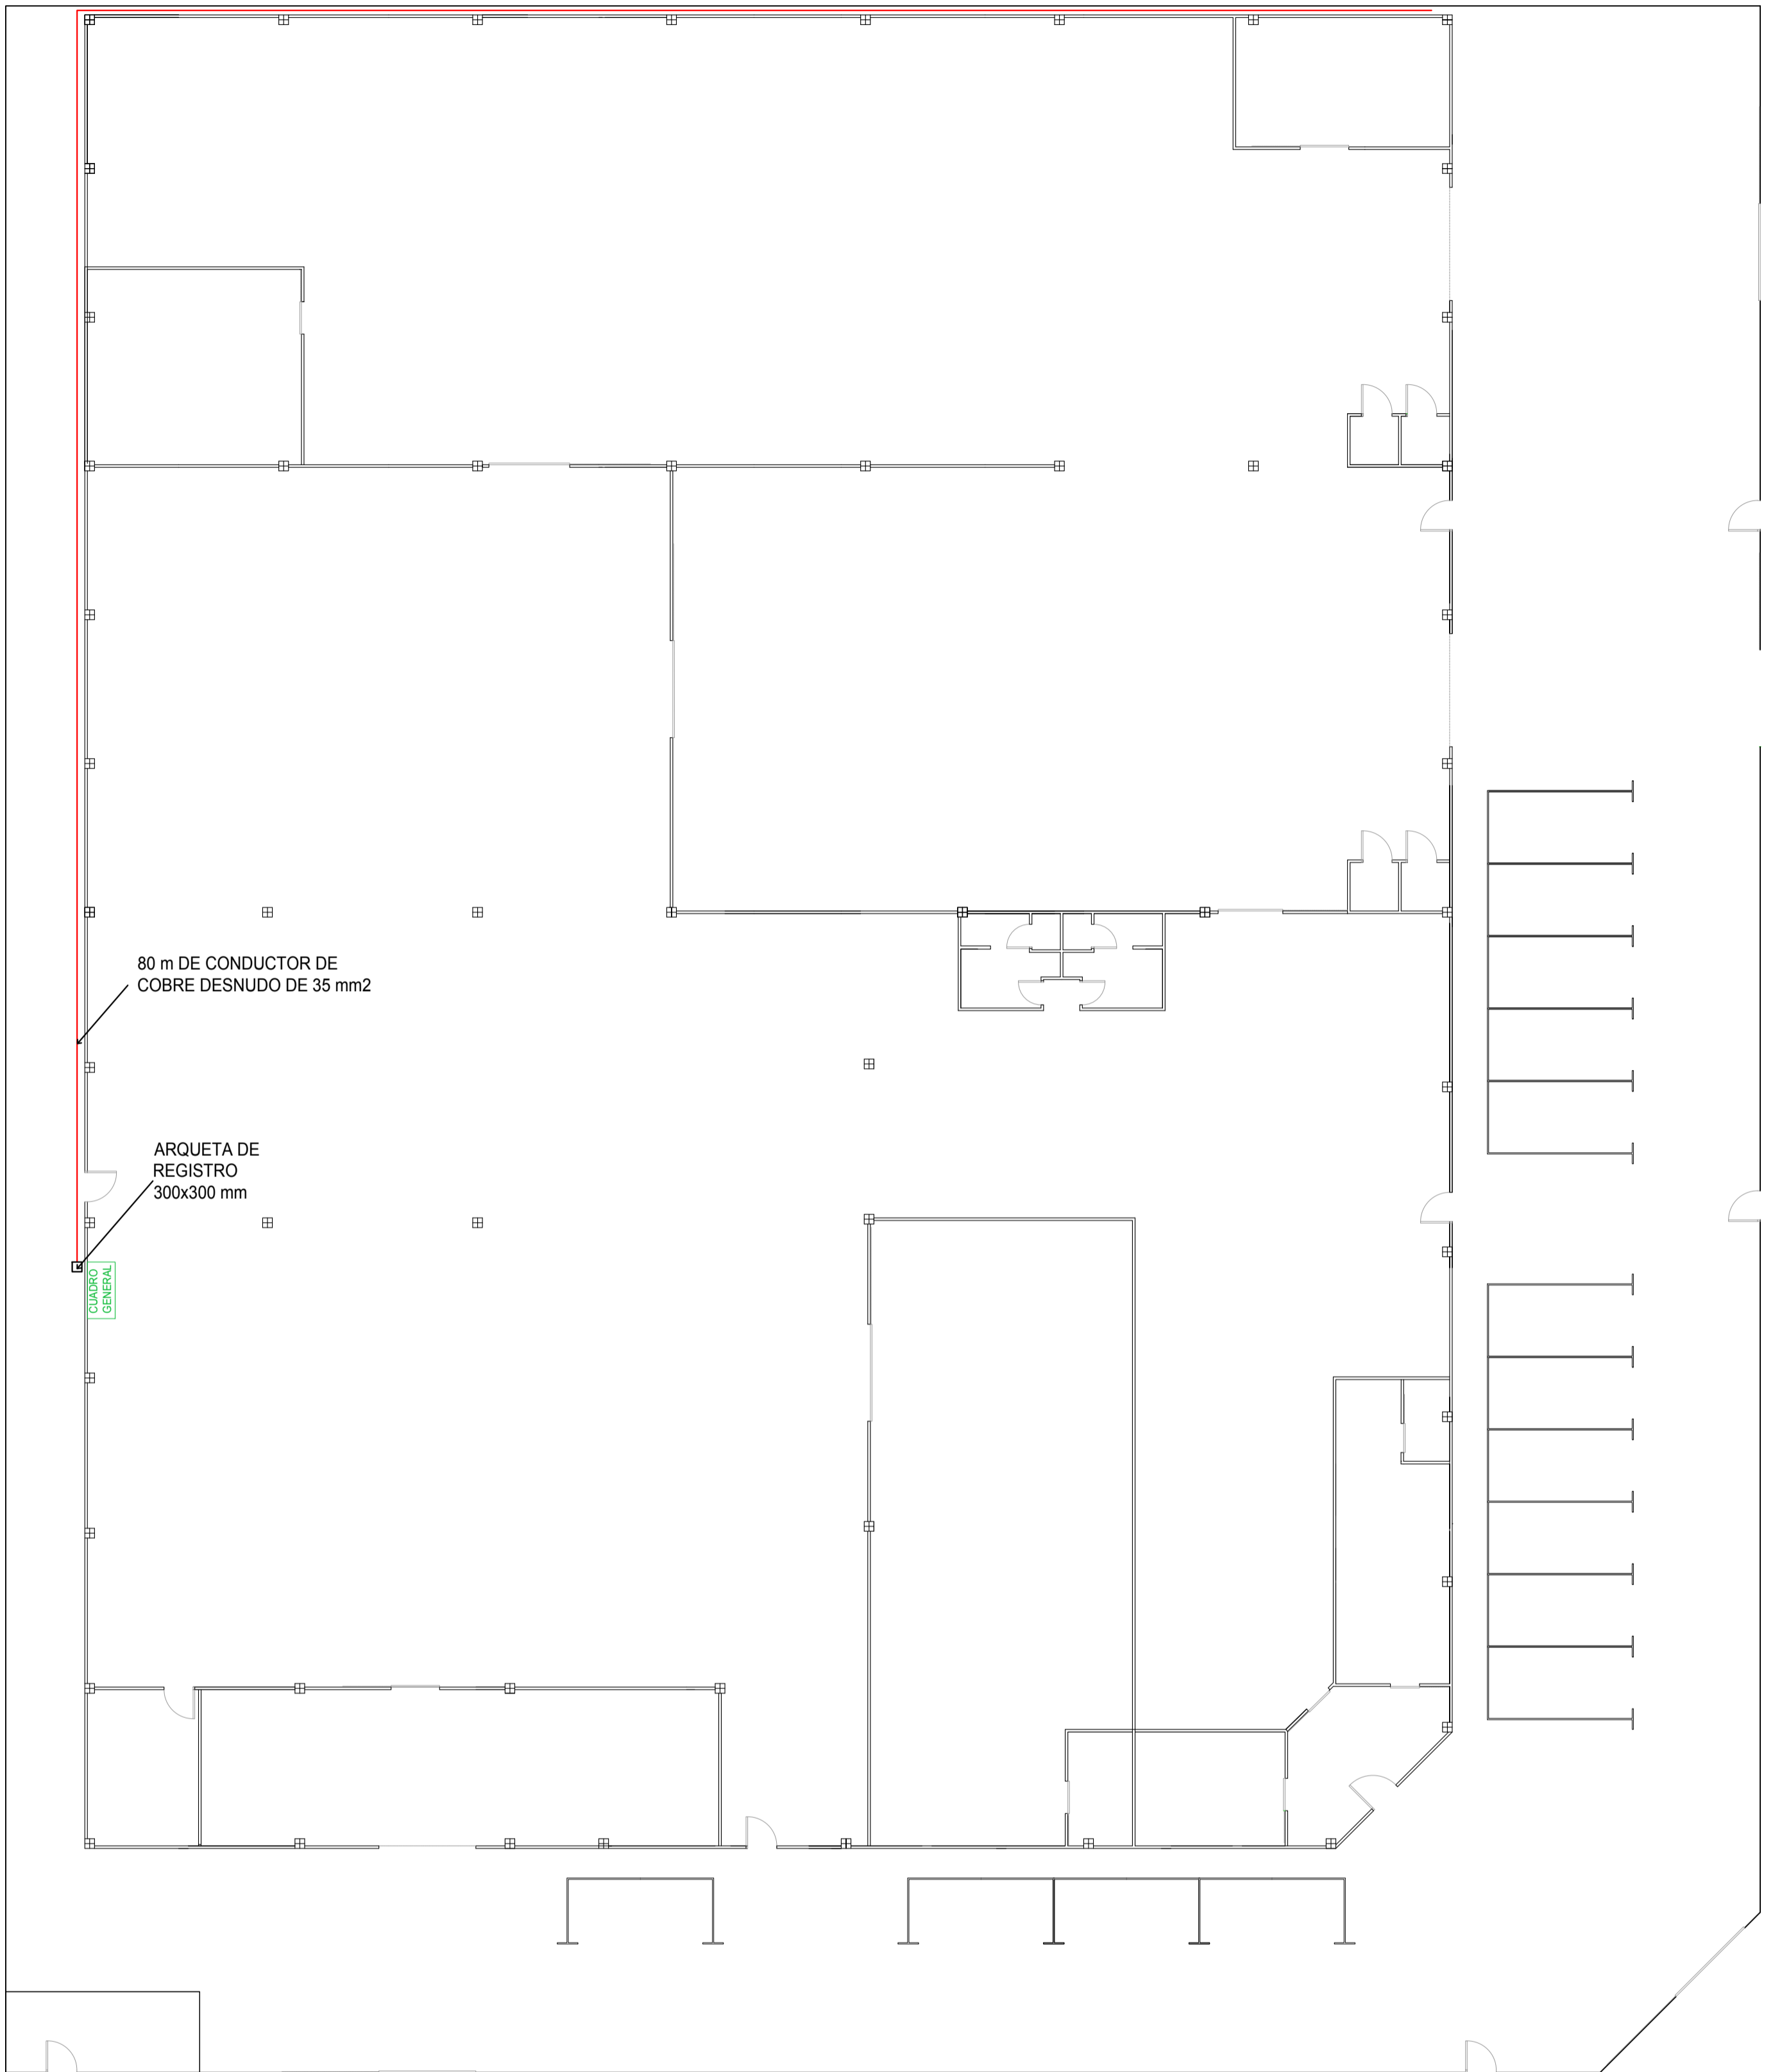 80 m DE CONDUCTOR DE
COBRE DESNUDO DE 35 mm2
ARQUETA DE
REGISTRO
300x300 mm
CUADRO
GENERAL